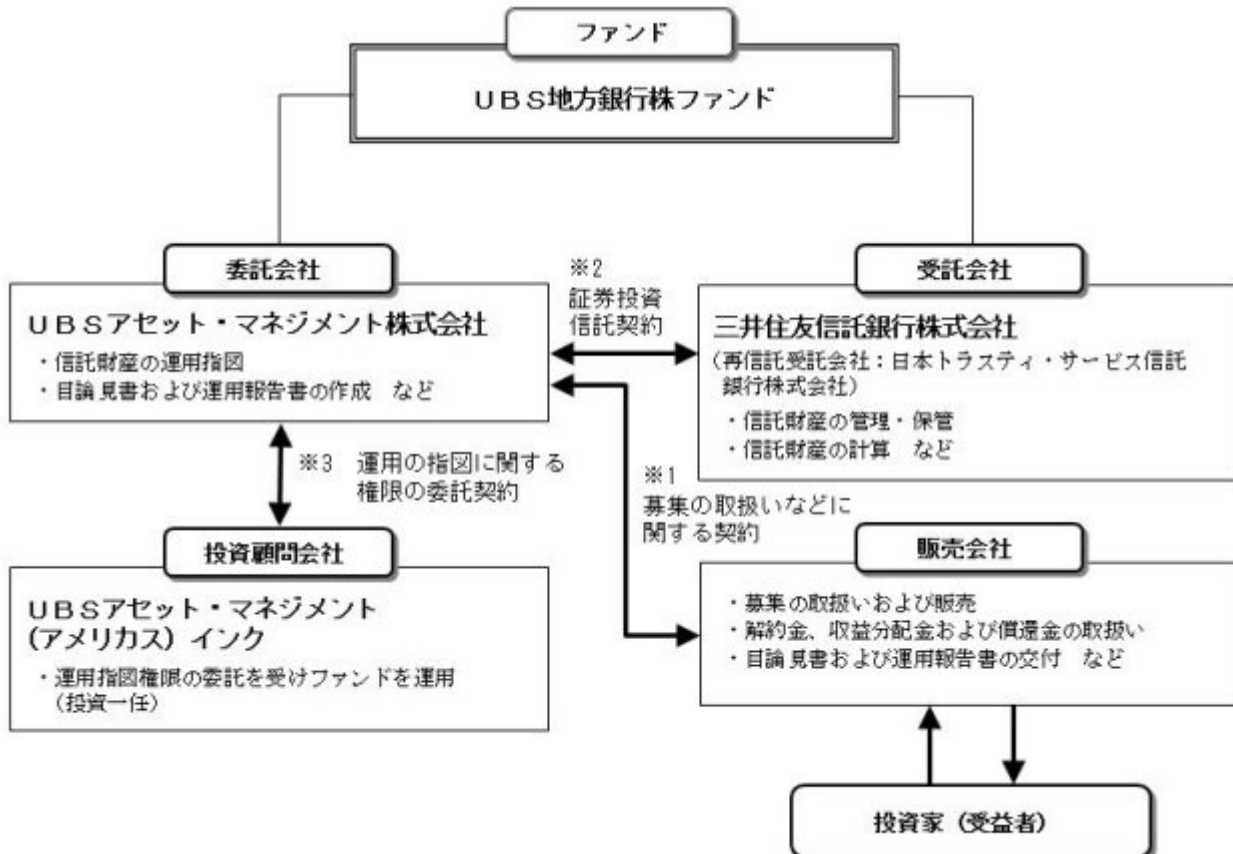 ファンド
ＵＢＳ地方銀行株ファンド
委託会社
ＵＢＳアセット・マネジメント株式会社
・信託財産の運用指図
・目論見書および運用報告書の作成　など
※2
証券投資
信託契約
受託会社
三井住友信託銀行株式会社
（再信託受託会社：日本トラスティ・サービス信託
銀行株式会社）
・信託財産の管理・保管
・信託財産の計算　など
※3　運用の指図に関する
権限の委託契約
※1
募集の取扱いなどに
関する契約
投資顧問会社
ＵＢＳアセット・マネジメント
（アメリカス）インク
・運用指図権限の委託を受けファンドを運用
（投資一任）
販売会社
・募集の取扱いおよび販売
・解約金、収益分配金および償還金の取扱い
・目論見書および運用報告書の交付　など
投資家（受益者）